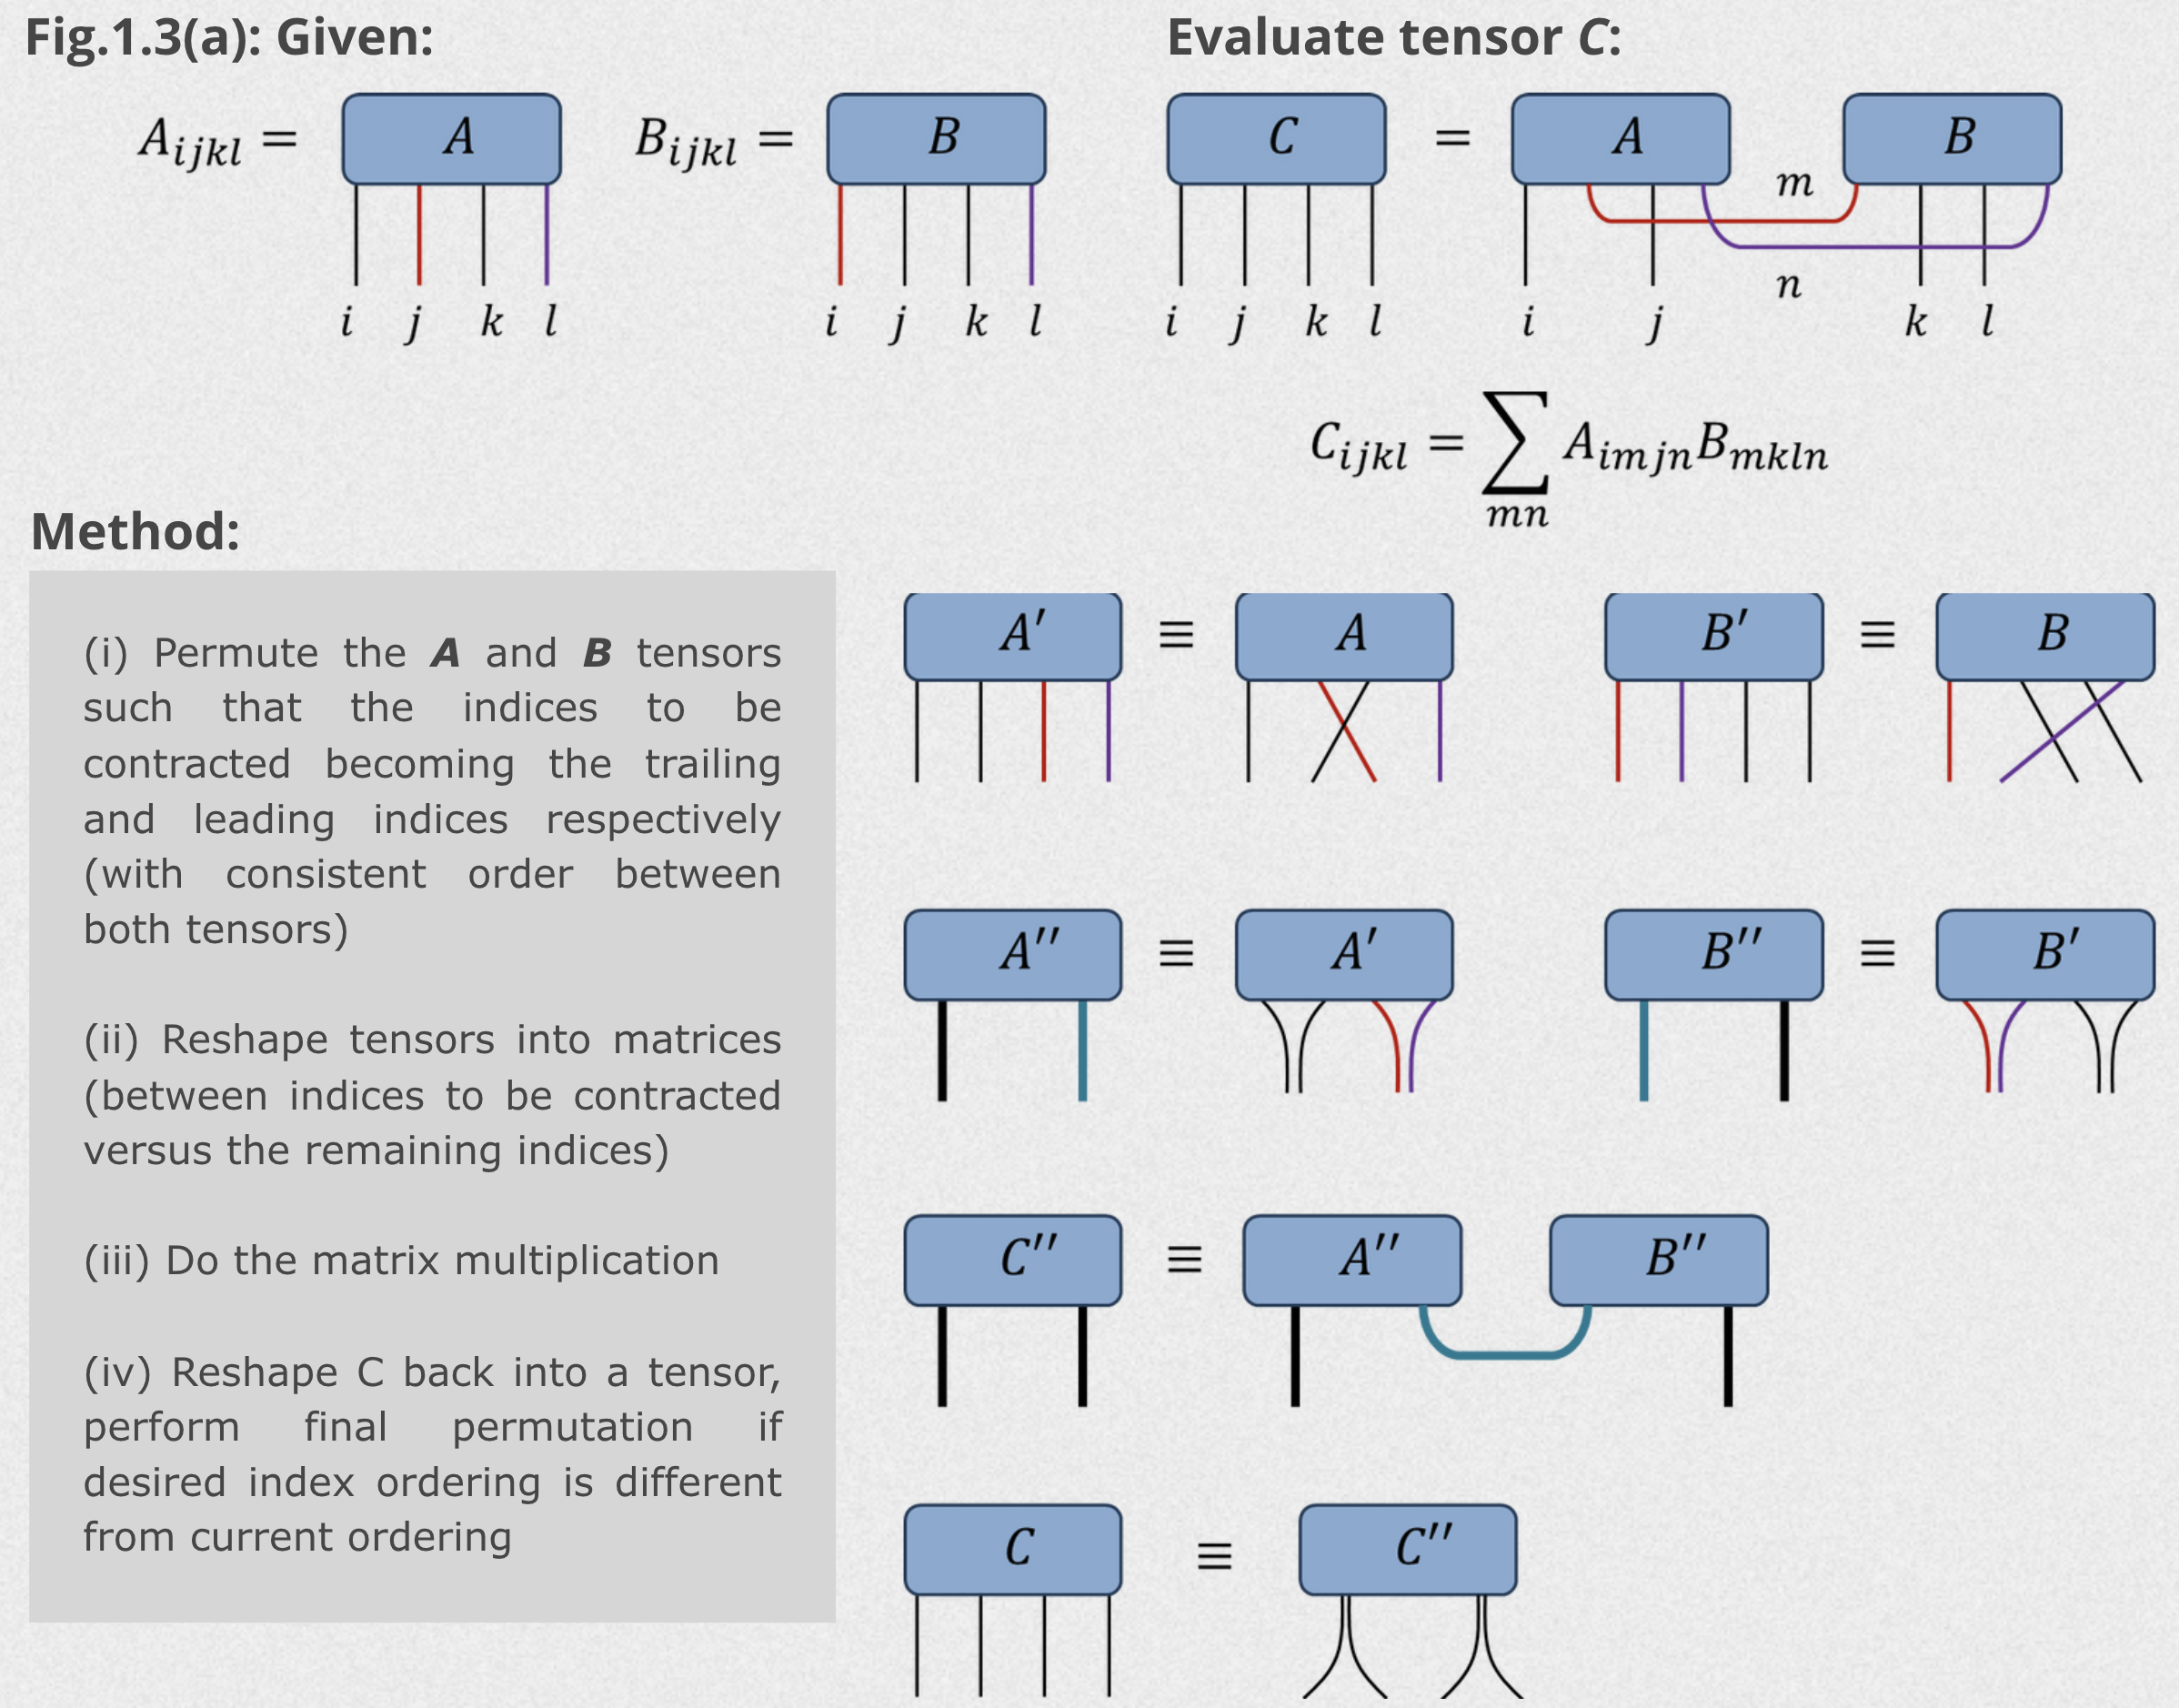 Fig.1.3(a): Given:
Evaluate tensor C:
A_{ijkl} = A
B_{ijkl} = B
C = A B
m
n
i j k l
i j k l
i j k l
i j k l
C_{ijkl} = ∑_{mn} A_{imjn}B_{mkln}
Method:
(i) Permute the A and B tensors
such that the indices to be
contracted becoming the trailing
and leading indices respectively
(with consistent order between
both tensors)
A′ ≡ A
B′ ≡ B
(ii) Reshape tensors into matrices
(between indices to be contracted
versus the remaining indices)
A′′ ≡ A′
B′′ ≡ B′
(iii) Do the matrix multiplication
C′′ ≡ A′′ B′′
(iv) Reshape C back into a tensor,
perform final permutation if
desired index ordering is different
from current ordering
C ≡ C′′